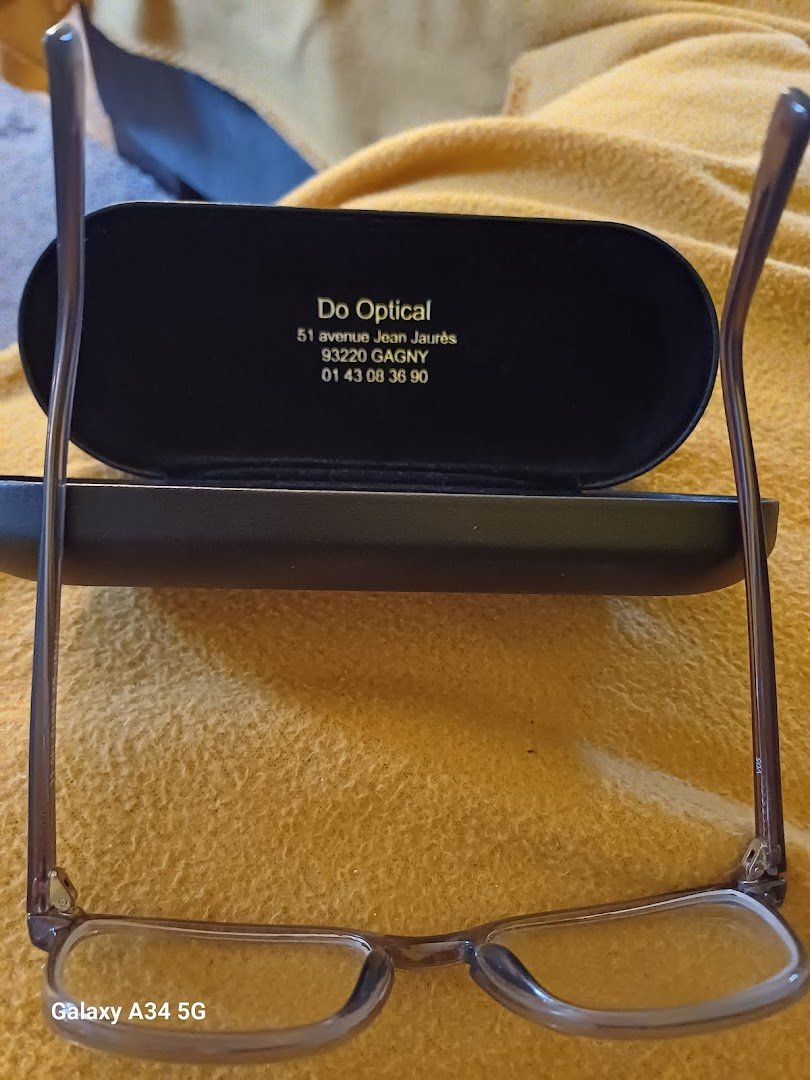 Do Optical
51 avenue Jean Jaurès
93220 GAGNY
01 43 08 36 90
Galaxy A34 5G